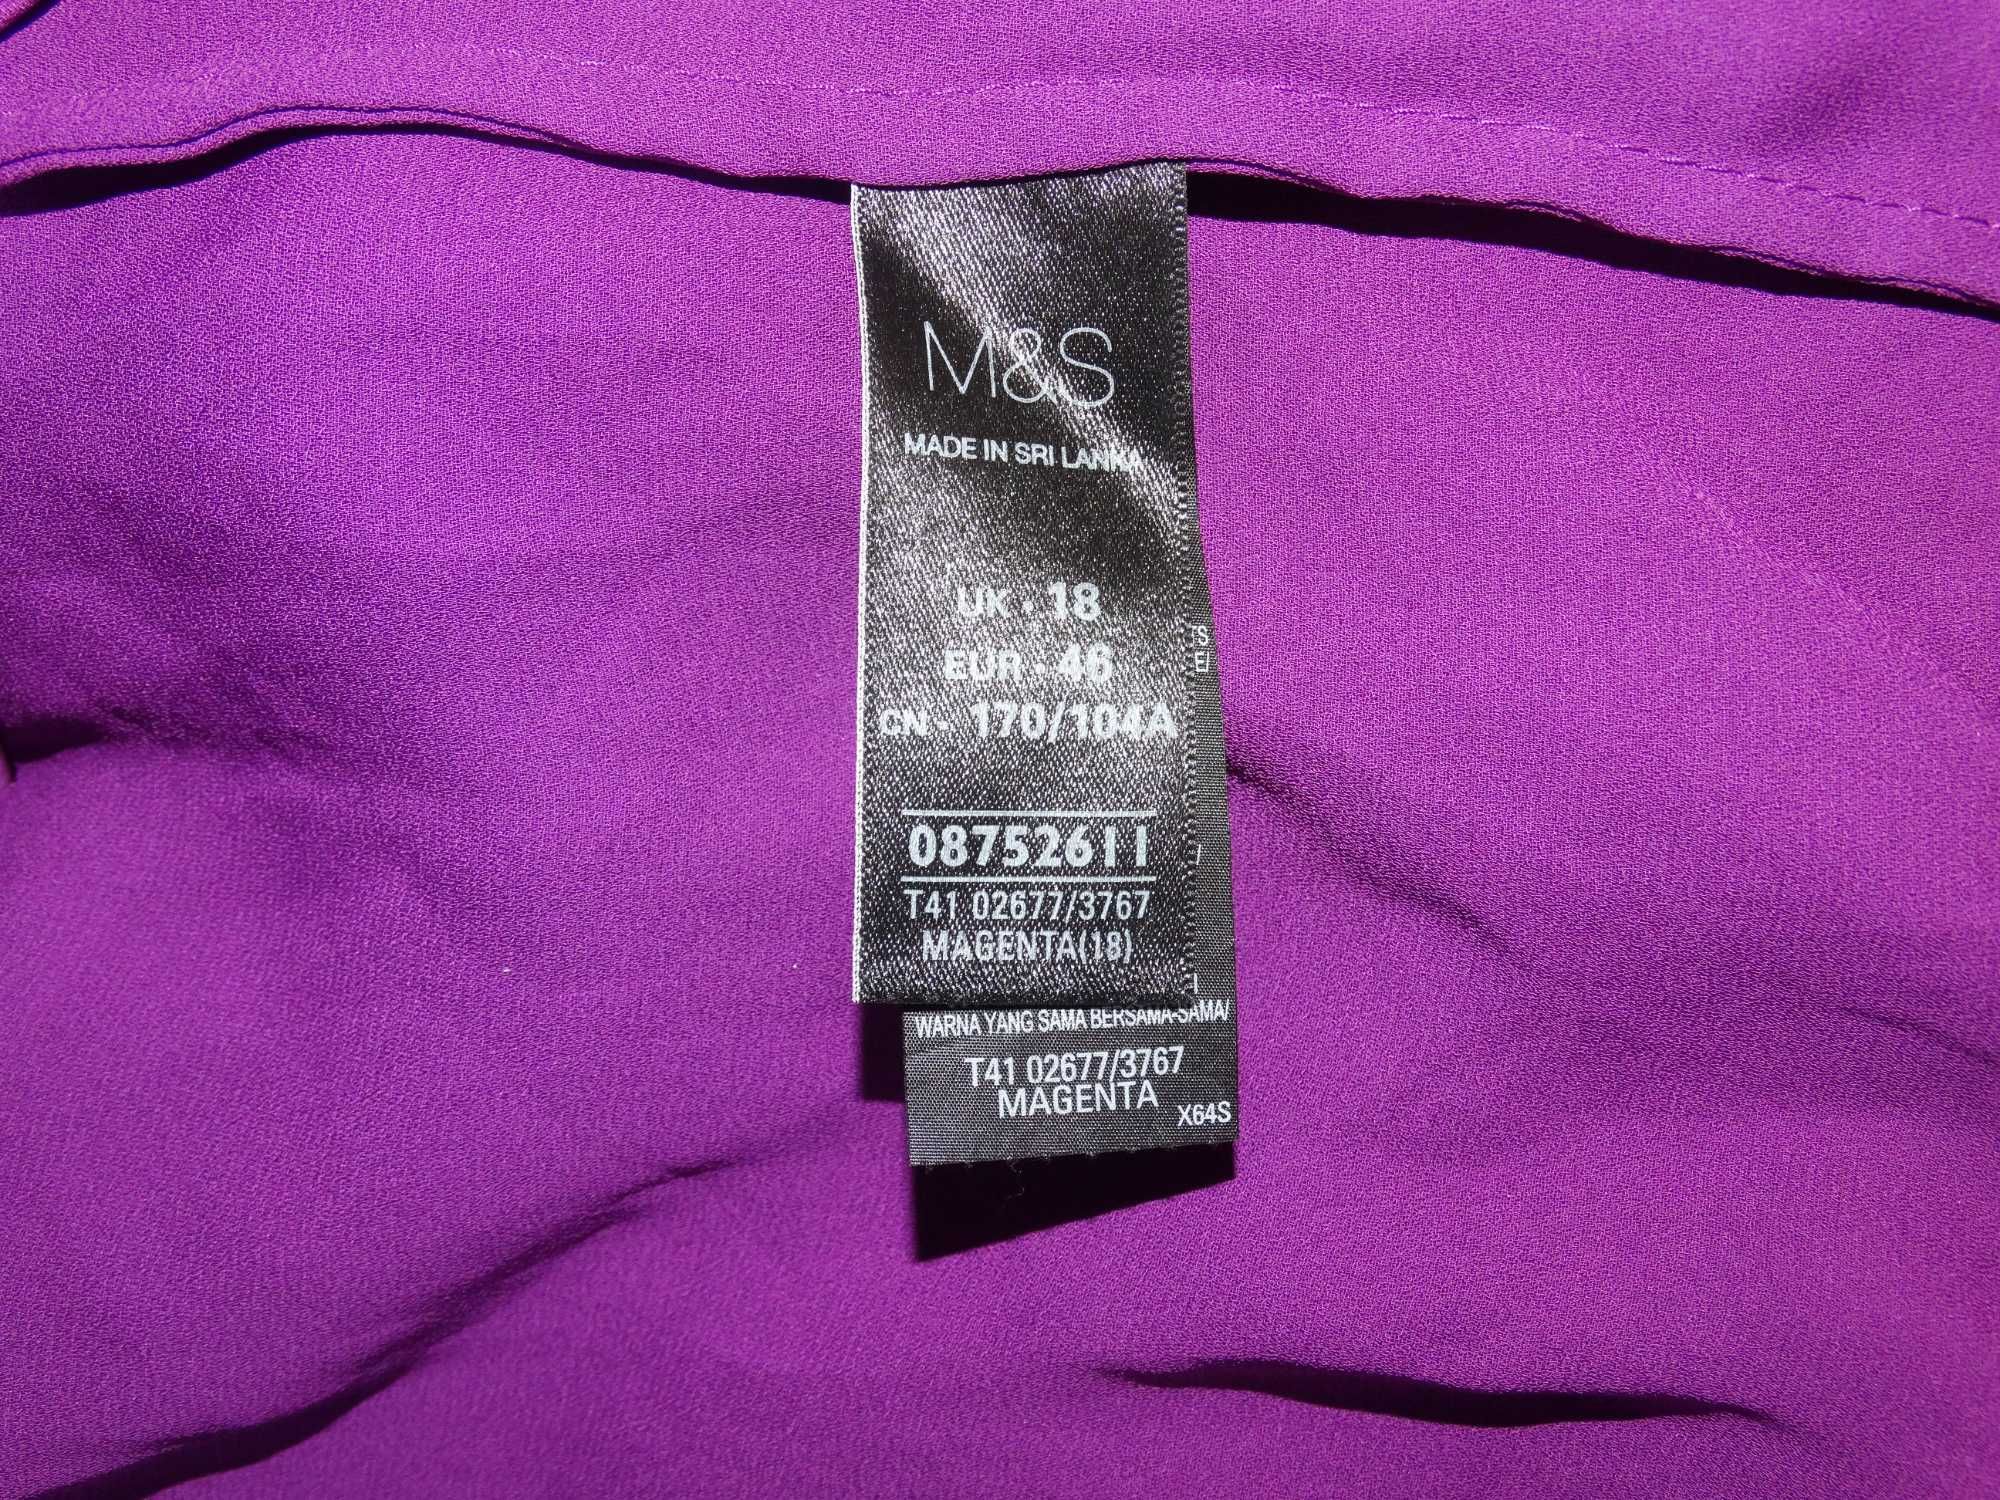 M&S
MADE IN SRI LANKA
UK · 18
EUR · 46
CN - 170/104A
08752611
T41 02677/3767
MAGENTA(18)
WARNA YANG SAMA BERSAMA-SAMA/
T41 02677/3767
MAGENTA
X64S